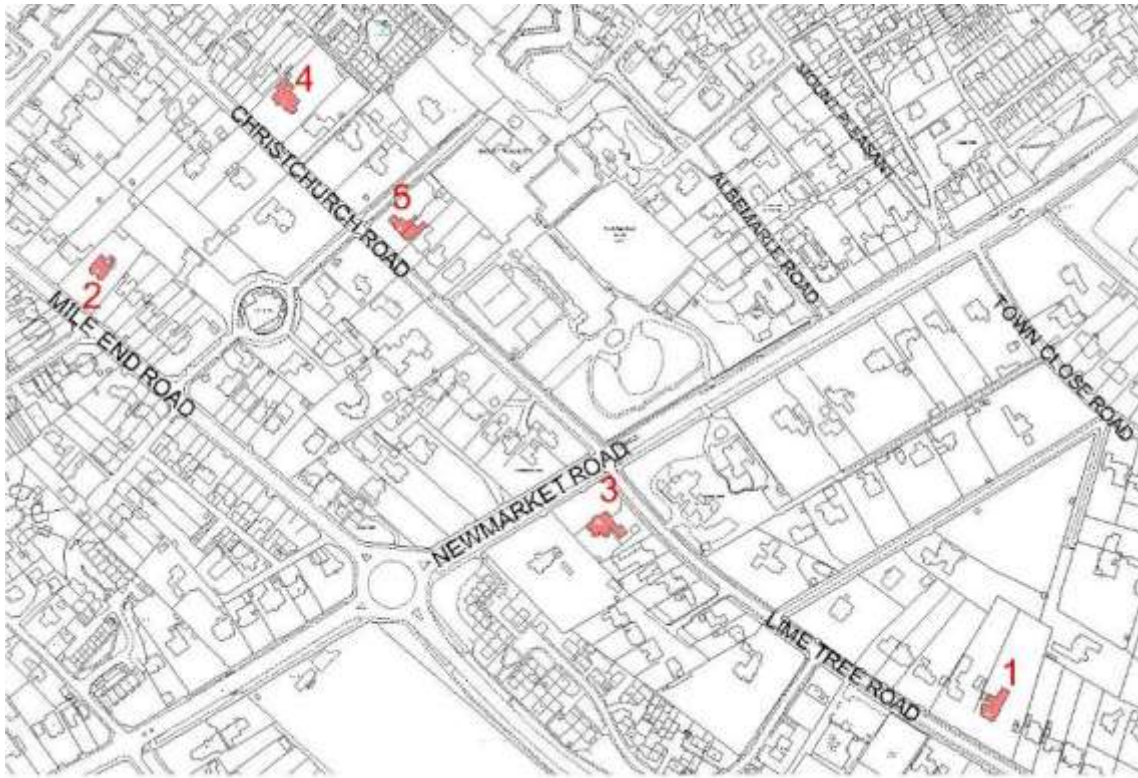 4
MOUNT PLEASANT
CHRISTCHURCH ROAD
5
ALBEMARLE ROAD
2
MILE END ROAD
TOWN CLOSE ROAD
NEWMARKET ROAD
3
LIME TREE ROAD
1